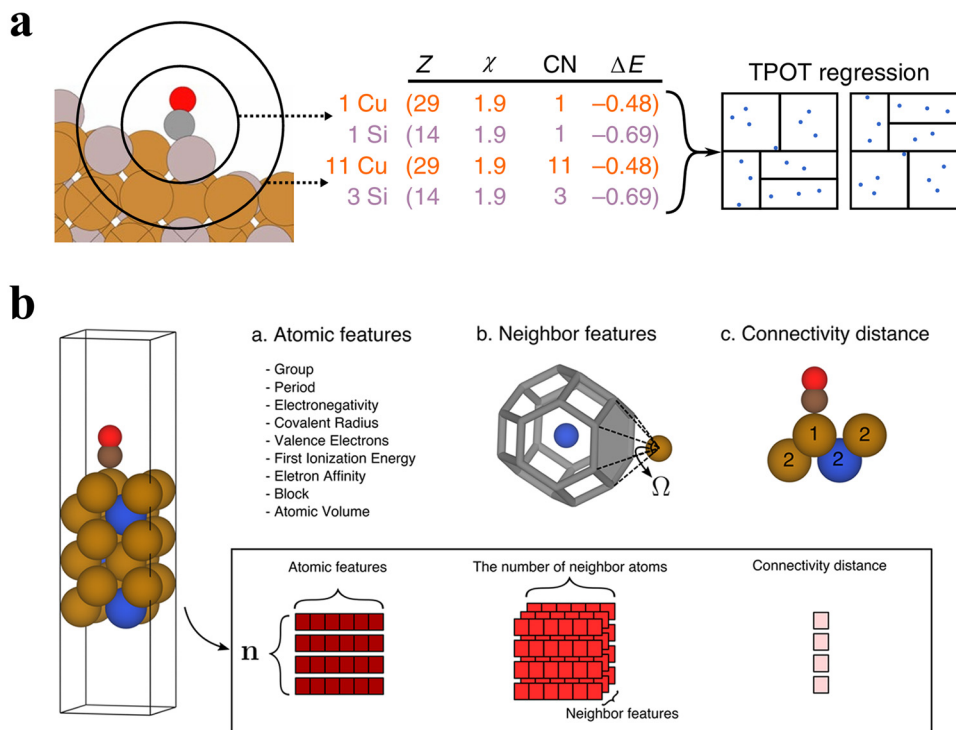 a
Z χ CN ΔE
1 Cu (29 1.9 1 –0.48)
1 Si (14 1.9 1 –0.69)
11 Cu (29 1.9 11 –0.48)
3 Si (14 1.9 3 –0.69)
TPOT regression
b
a. Atomic features
- Group
- Period
- Electronegativity
- Covalent Radius
- Valence Electrons
- First Ionization Energy
- Eletron Affinity
- Block
- Atomic Volume
b. Neighbor features
Ω
c. Connectivity distance
1
2
2
2
Atomic features
n
The number of neighbor atoms
Neighbor features
Connectivity distance